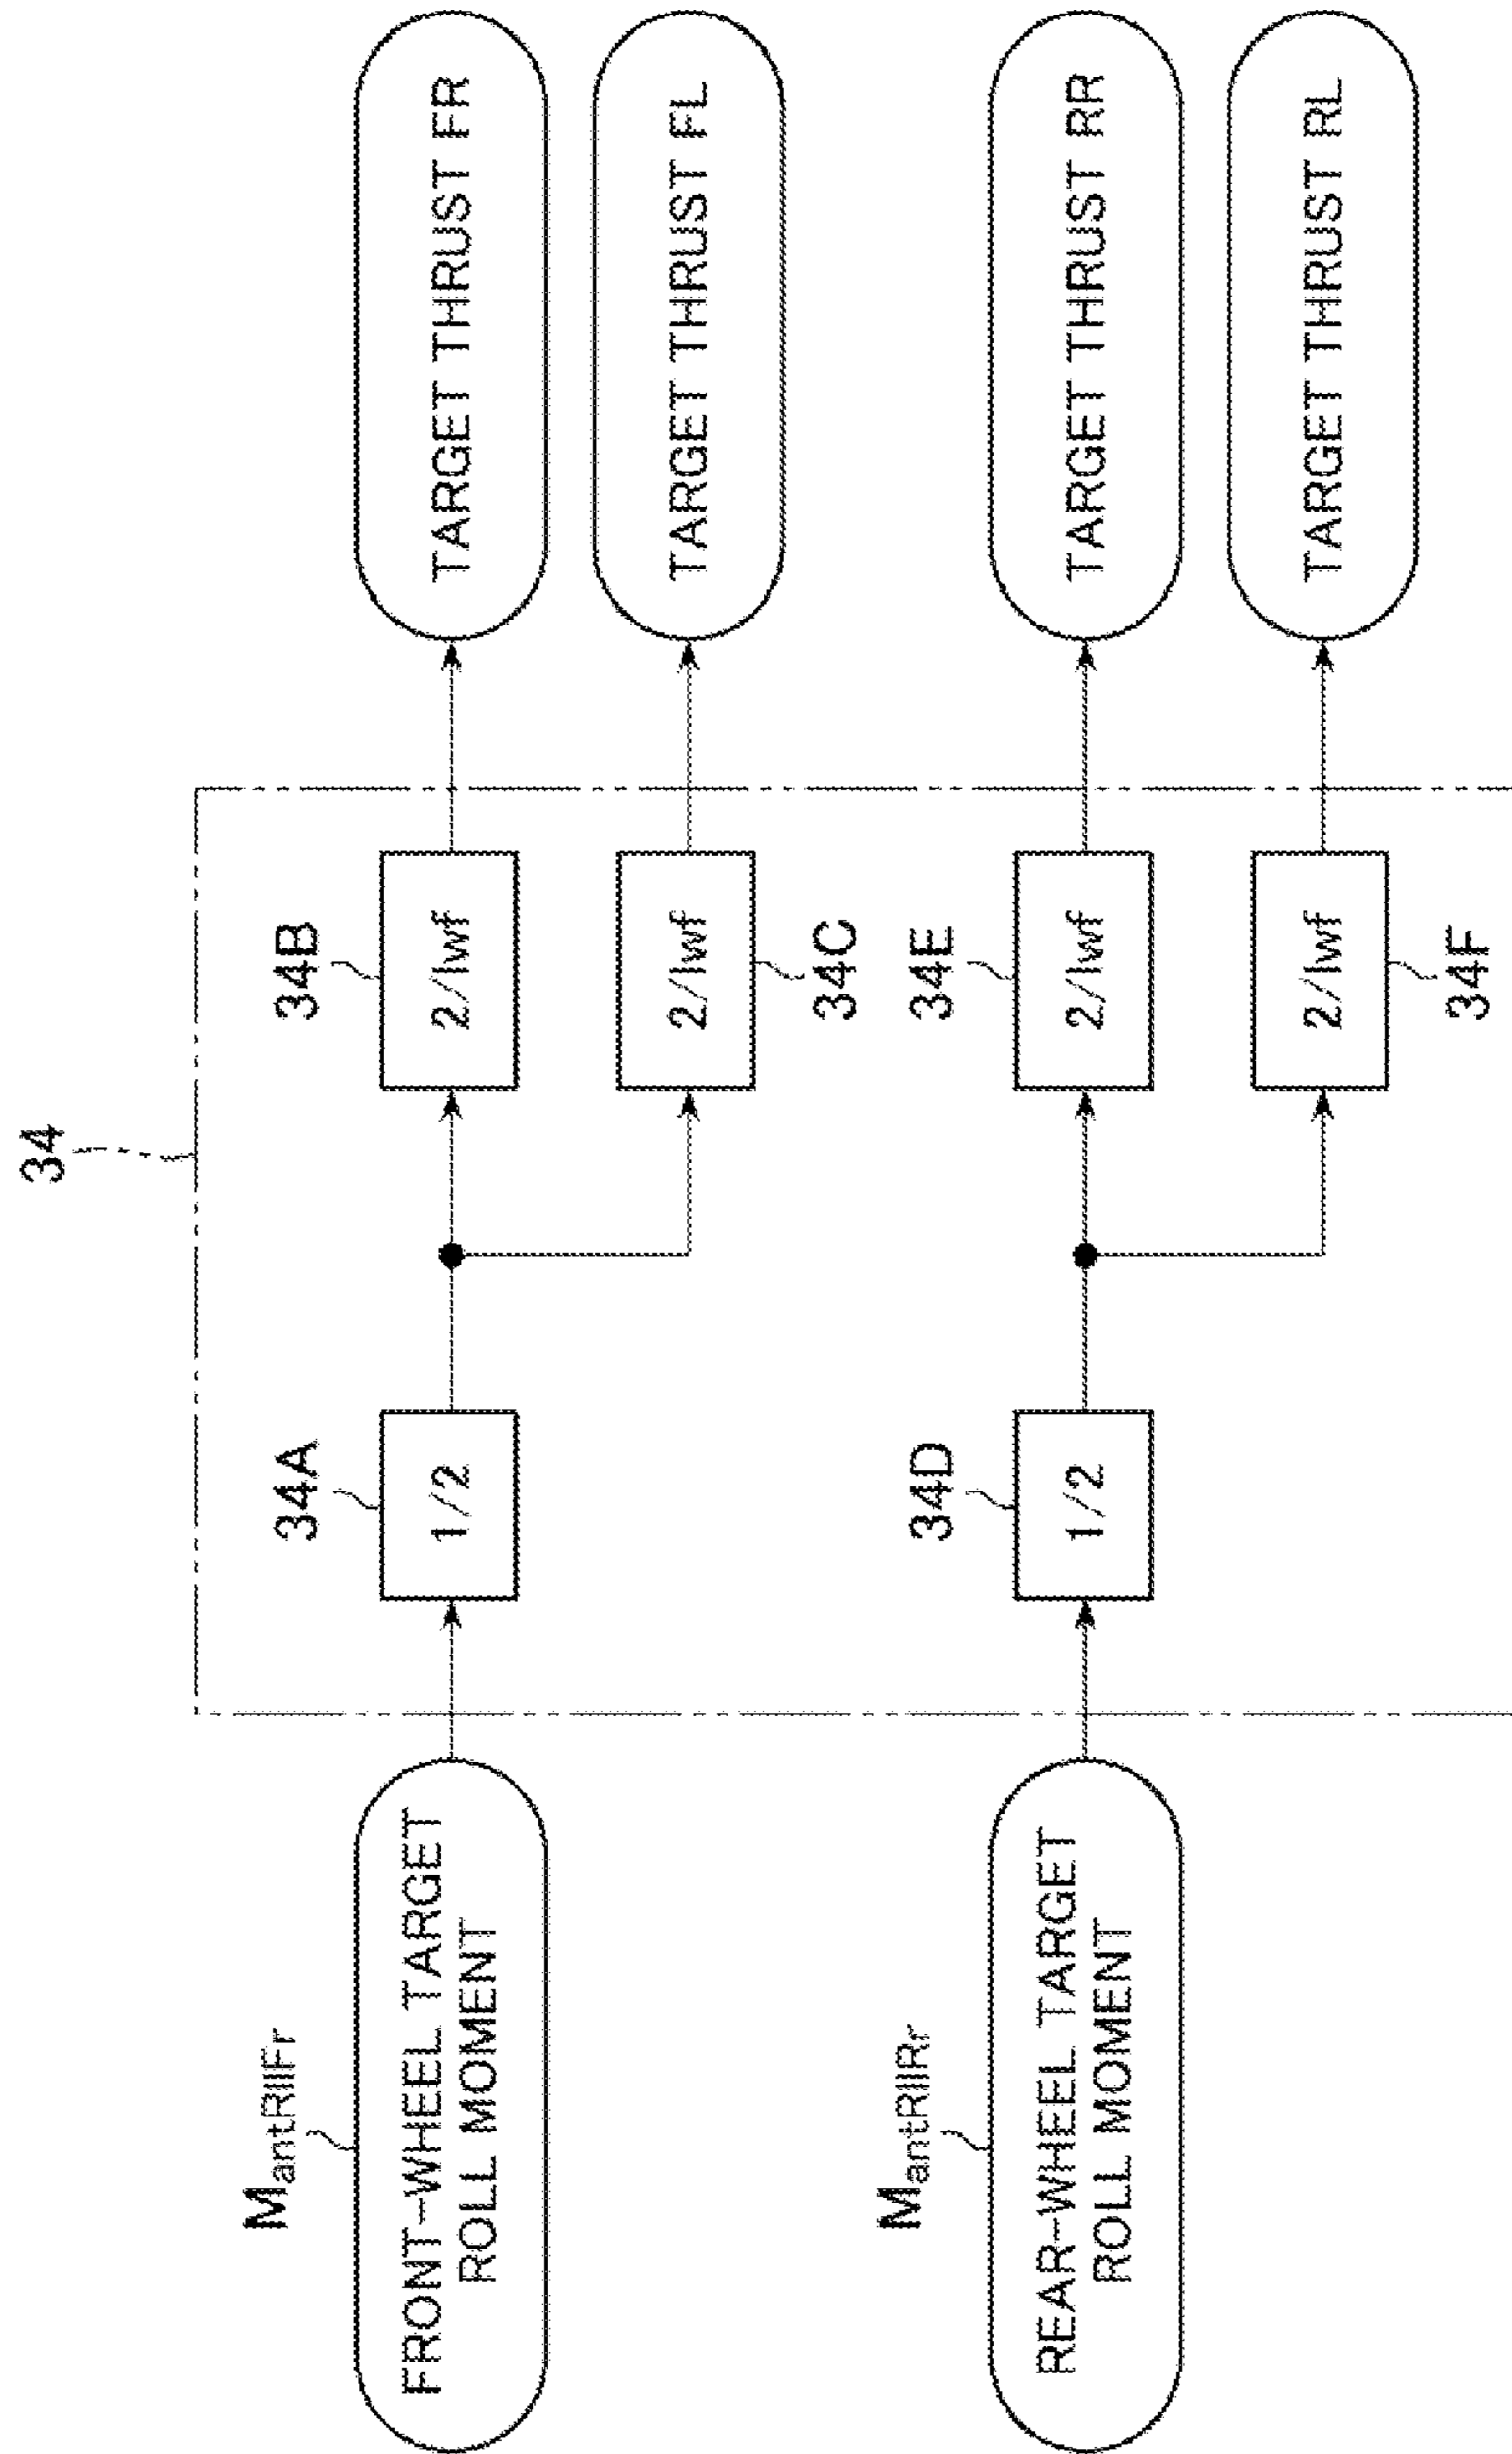 34
M_antRllFr
FRONT-WHEEL TARGET
ROLL MOMENT
34A
1/2
34B
2/lwf
TARGET THRUST FR
2/lwf
34C
TARGET THRUST FL
M_antRllRr
REAR-WHEEL TARGET
ROLL MOMENT
34D
1/2
34E
2/lwf
TARGET THRUST RR
2/lwf
34F
TARGET THRUST RL